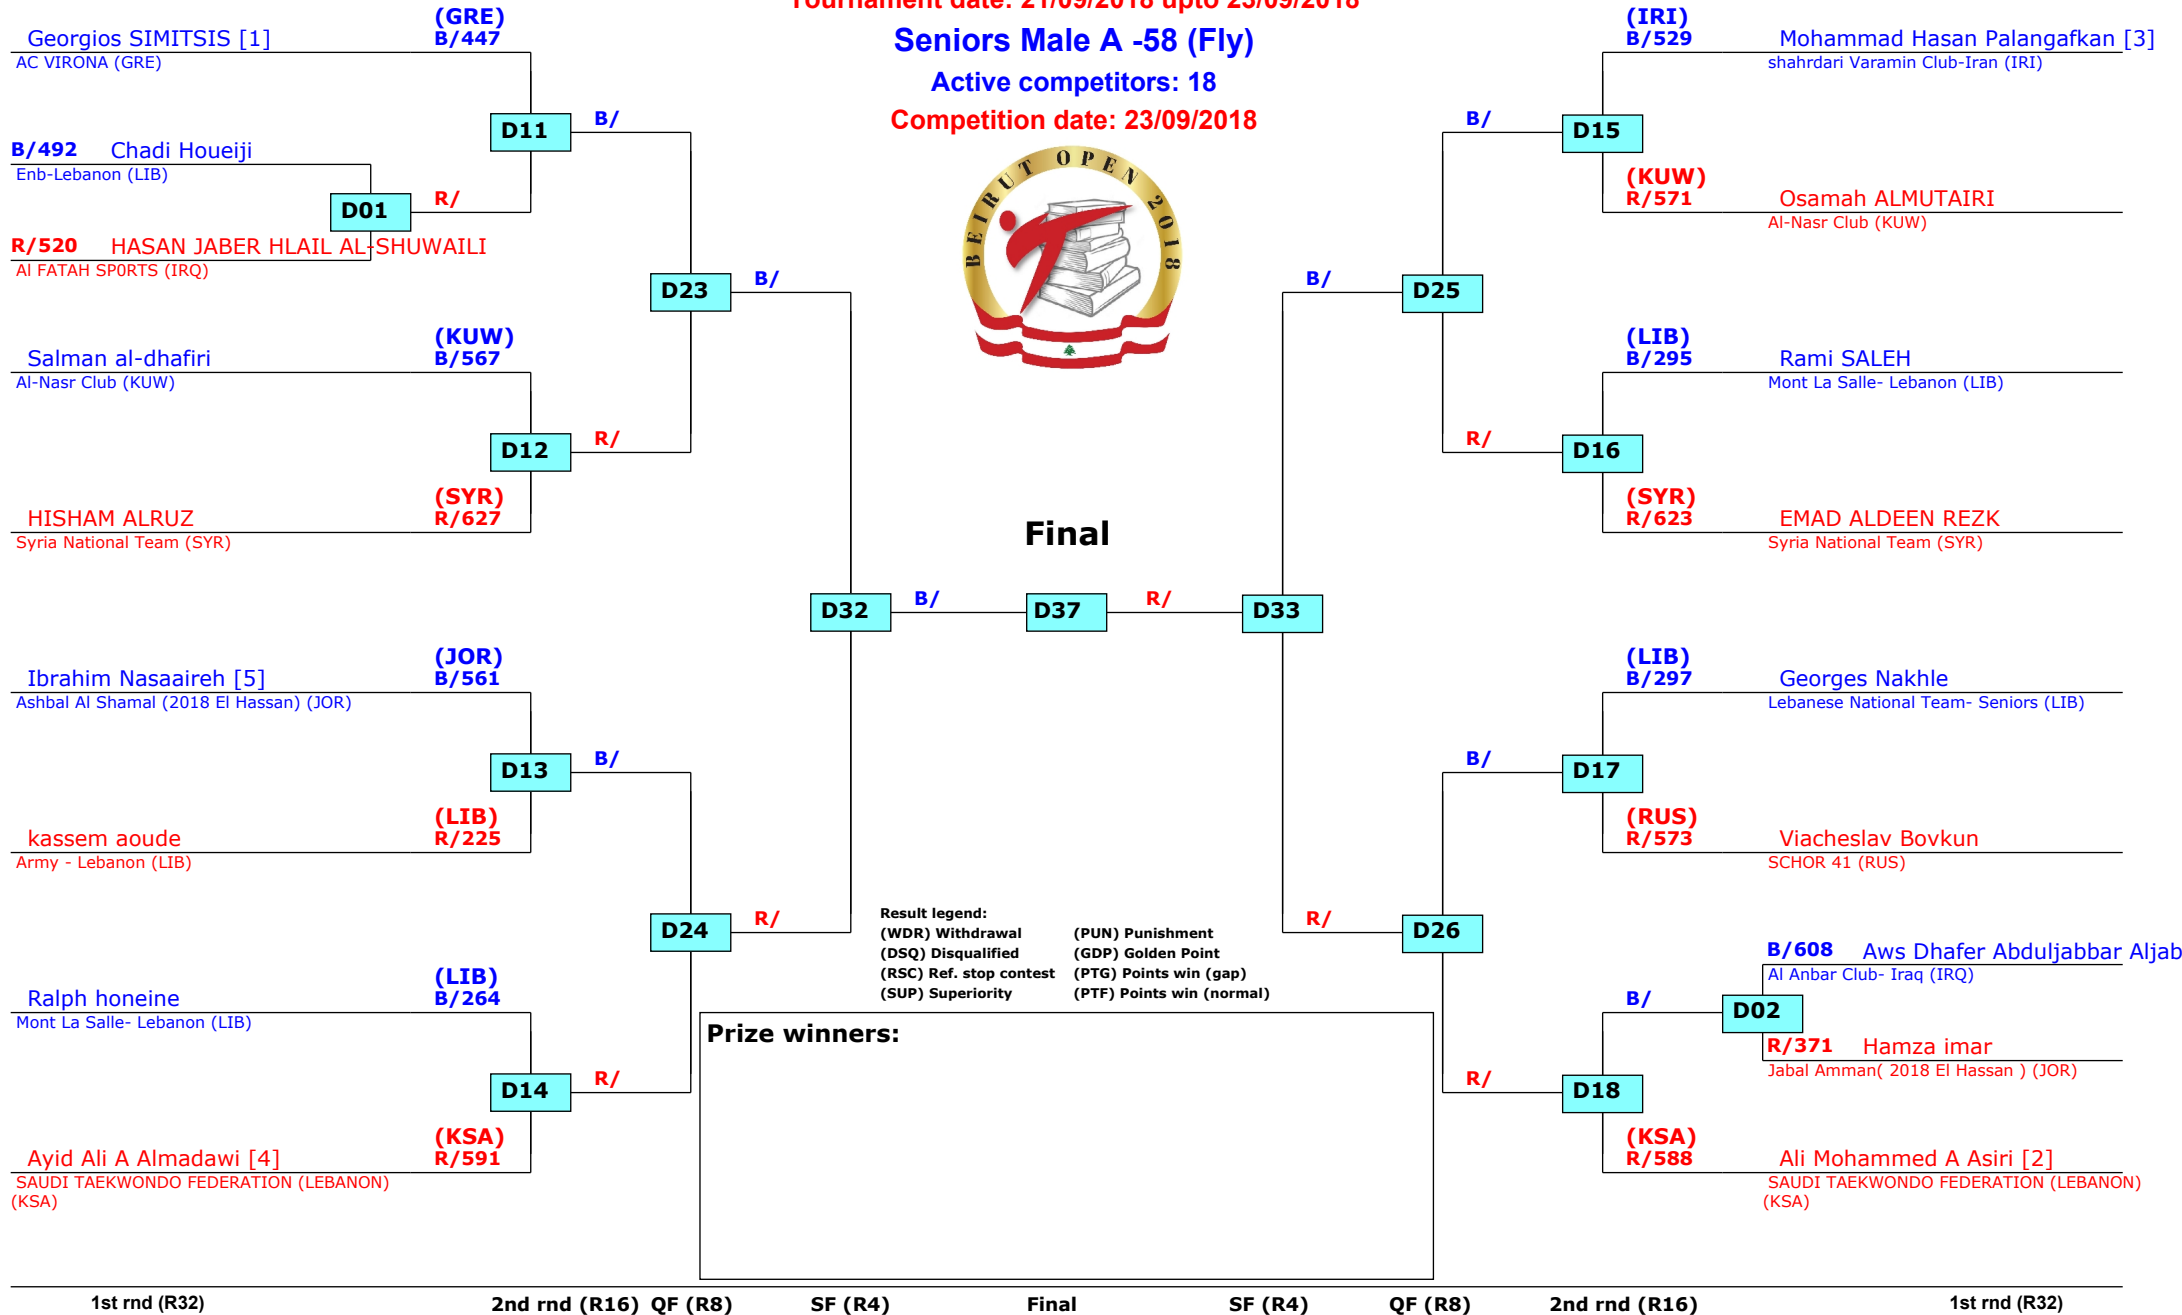 Tournament date: 21/09/2018 upto 23/09/2018
Seniors Male A -58 (Fly)
Active competitors: 18
Competition date: 23/09/2018
BEIRUT OPEN 2018
(GRE)
Georgios SIMITSIS [1] B/447
AC VIRONA (GRE)
D11 B/
B/492 Chadi Houeiji
Enb-Lebanon (LIB)
D01 R/
R/520 HASAN JABER HLAIL AL-SHUWAILI
Al FATAH SP0RTS (IRQ)
D23 B/
(KUW)
Salman al-dhafiri B/567
Al-Nasr Club (KUW)
D12 R/
(SYR)
HISHAM ALRUZ R/627
Syria National Team (SYR)
D32 B/
(JOR)
Ibrahim Nasaaireh [5] B/561
Ashbal Al Shamal (2018 El Hassan) (JOR)
D13 B/
(LIB)
kassem aoude R/225
Army - Lebanon (LIB)
D24 R/
(LIB)
Ralph honeine B/264
Mont La Salle- Lebanon (LIB)
D14 R/
(KSA)
Ayid Ali A Almadawi [4] R/591
SAUDI TAEKWONDO FEDERATION (LEBANON)
(KSA)
Final
D37
(IRI)
B/529 Mohammad Hasan Palangafkan [3]
shahrdari Varamin Club-Iran (IRI)
B/ D15
(KUW)
R/571 Osamah ALMUTAIRI
Al-Nasr Club (KUW)
B/ D25
(LIB)
B/295 Rami SALEH
Mont La Salle- Lebanon (LIB)
R/ D16
(SYR)
R/623 EMAD ALDEEN REZK
Syria National Team (SYR)
R/ D33
(LIB)
B/297 Georges Nakhle
Lebanese National Team- Seniors (LIB)
B/ D17
(RUS)
R/573 Viacheslav Bovkun
SCHOR 41 (RUS)
R/ D26
B/608 Aws Dhafer Abduljabbar Aljab
Al Anbar Club- Iraq (IRQ)
B/ D02
R/371 Hamza imar
Jabal Amman( 2018 El Hassan ) (JOR)
R/ D18
(KSA)
R/588 Ali Mohammed A Asiri [2]
SAUDI TAEKWONDO FEDERATION (LEBANON)
(KSA)
Result legend:
(WDR) Withdrawal (PUN) Punishment
(DSQ) Disqualified (GDP) Golden Point
(RSC) Ref. stop contest (PTG) Points win (gap)
(SUP) Superiority (PTF) Points win (normal)
Prize winners:
1st rnd (R32) 2nd rnd (R16) QF (R8) SF (R4) Final SF (R4) QF (R8) 2nd rnd (R16) 1st rnd (R32)